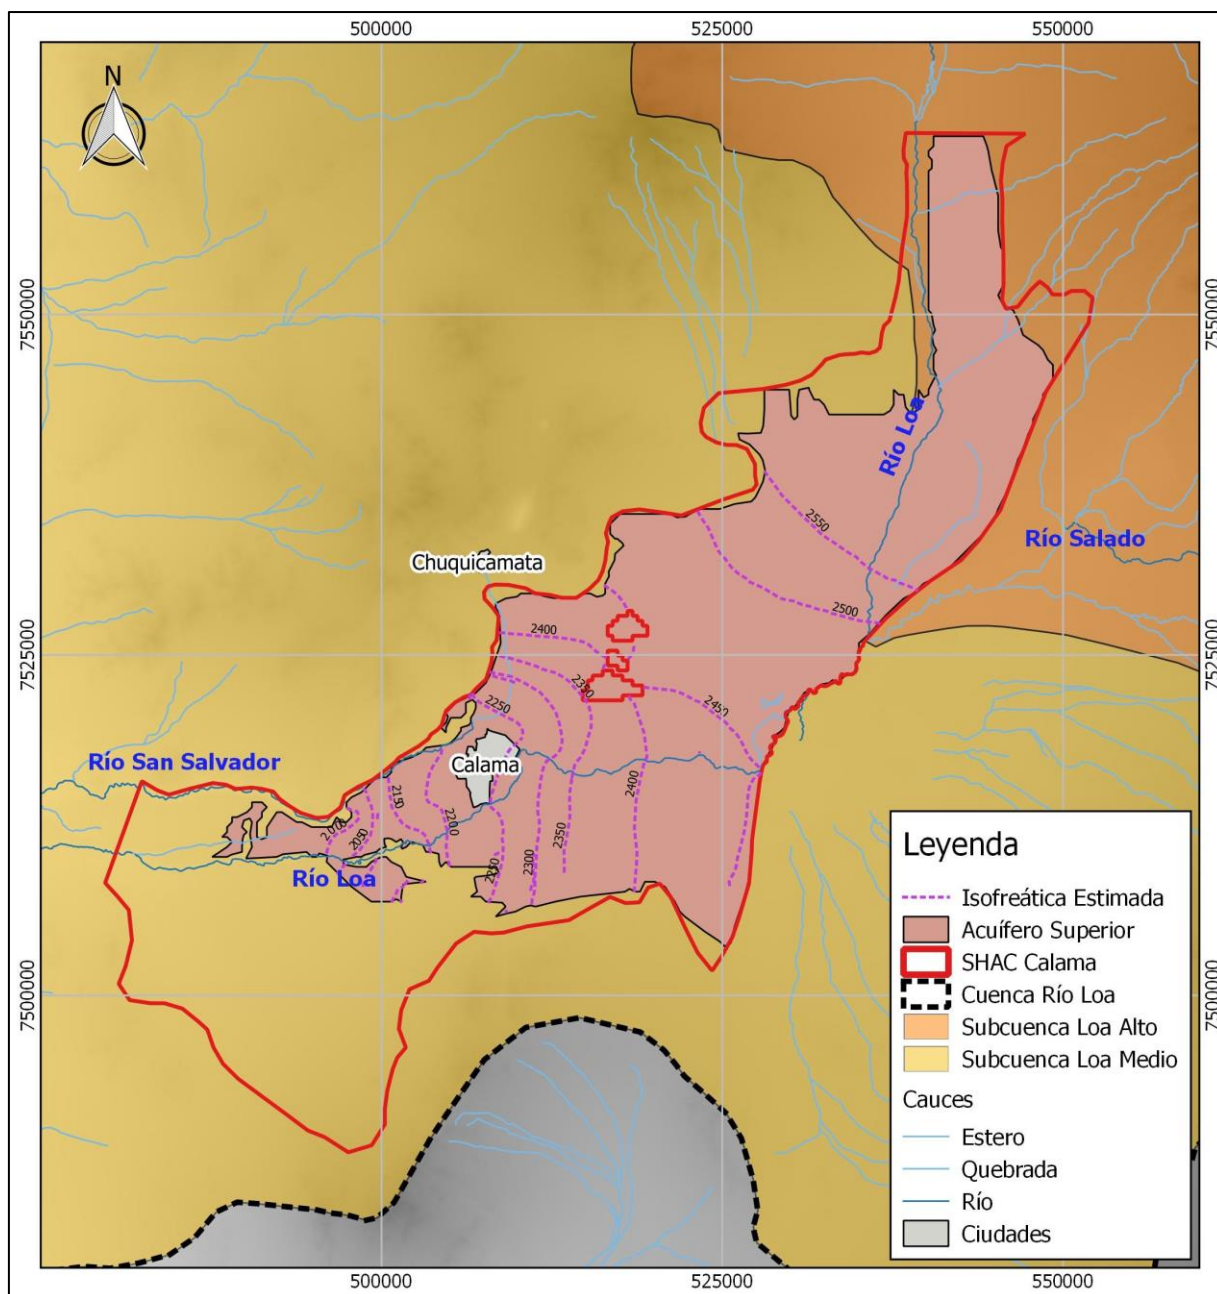 500000
525000
550000
N
7550000
7550000
Río Loa
2550
Río Salado
Chuquicamata
2500
2400
7525000
7525000
2350
2250
2450
Río San Salvador
Calama
2150
2400
2200
2050
2350
2300
2250
Río Loa
Leyenda
Isofreática Estimada
Acuífero Superior
SHAC Calama
Cuenca Río Loa
Subcuenca Loa Alto
Subcuenca Loa Medio
Cauces
Estero
Quebrada
Río
Ciudades
7500000
7500000
500000
525000
550000